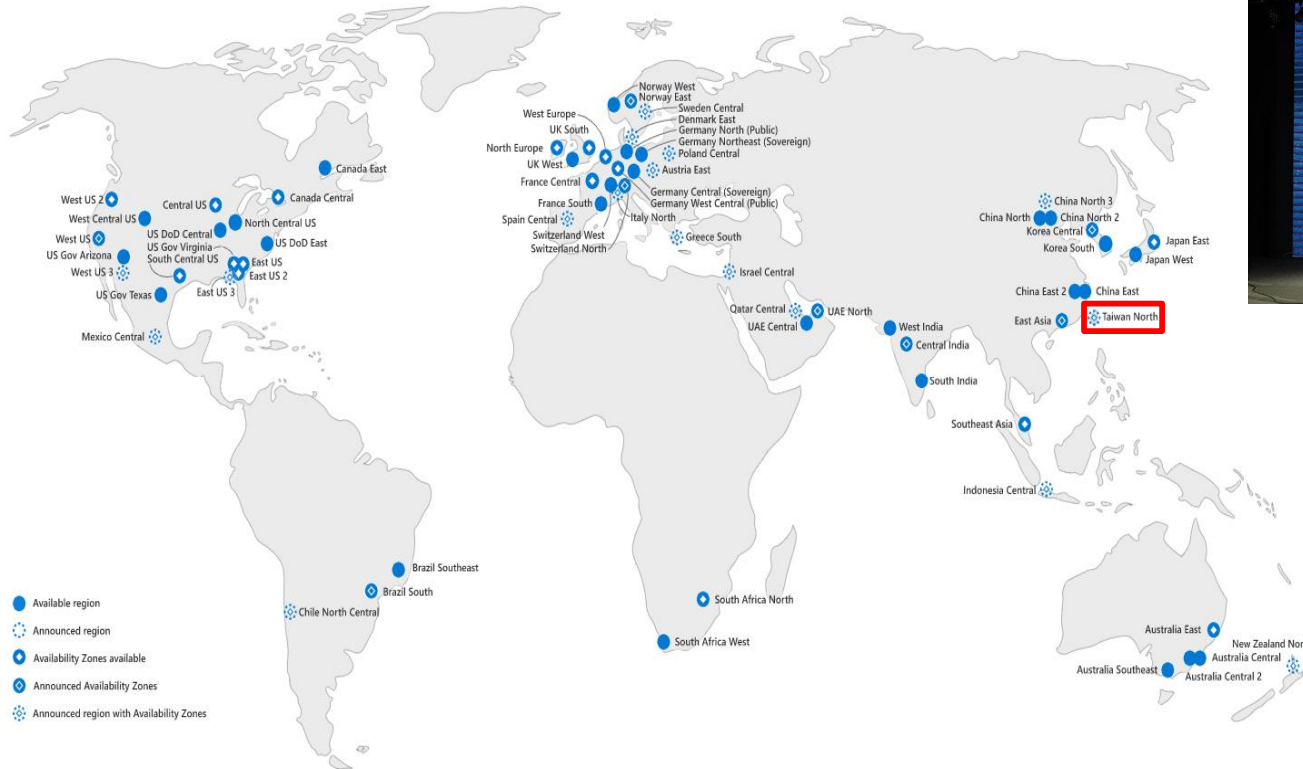 Norway West
Norway East
Sweden Central
Denmark East
Germany North (Public)
Germany Northeast (Sovereign)
Poland Central
Austria East
West Europe
UK South
North Europe
UK West
France Central
France South
Spain Central
Switzerland West
Switzerland North
Germany Central (Sovereign)
Germany West Central (Public)
Italy North
Greece South
Israel Central
Canada East
Canada Central
West US 2
Central US
West Central US
North Central US
US DoD Central
West US
US DoD East
US Gov Virginia
US Gov Arizona
South Central US
East US
West US 3
East US 2
East US 3
US Gov Texas
Mexico Central
China North 3
China North
China North 2
Korea Central
Korea South
Japan East
Japan West
China East 2
China East
East Asia
Taiwan North
Qatar Central
UAE North
UAE Central
West India
Central India
South India
Southeast Asia
Indonesia Central
Brazil Southeast
Brazil South
Chile North Central
South Africa North
South Africa West
Australia East
New Zealand Nor
Australia Central
Australia Southeast
Australia Central 2
Available region
Announced region
Availability Zones available
Announced Availability Zones
Announced region with Availability Zones